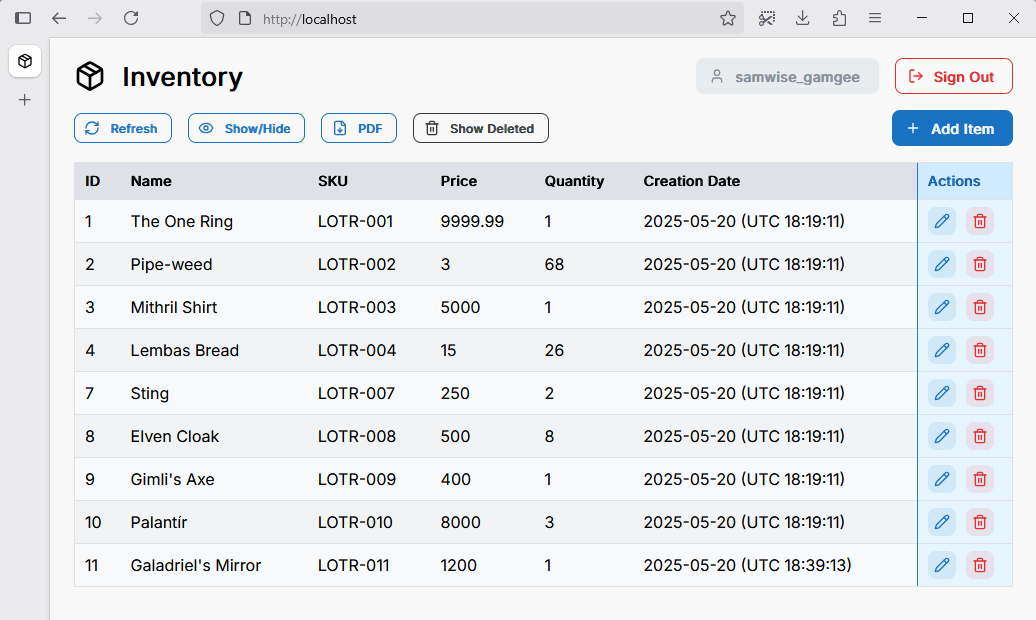 http://localhost
Inventory
samwise_gamgee
Sign Out
Refresh
Show/Hide
PDF
Show Deleted
Add Item
ID Name SKU Price Quantity Creation Date Actions
1 The One Ring LOTR-001 9999.99 1 2025-05-20 (UTC 18:19:11)
2 Pipe-weed LOTR-002 3 68 2025-05-20 (UTC 18:19:11)
3 Mithril Shirt LOTR-003 5000 1 2025-05-20 (UTC 18:19:11)
4 Lembas Bread LOTR-004 15 26 2025-05-20 (UTC 18:19:11)
7 Sting LOTR-007 250 2 2025-05-20 (UTC 18:19:11)
8 Elven Cloak LOTR-008 500 8 2025-05-20 (UTC 18:19:11)
9 Gimli's Axe LOTR-009 400 1 2025-05-20 (UTC 18:19:11)
10 Palantír LOTR-010 8000 3 2025-05-20 (UTC 18:19:11)
11 Galadriel's Mirror LOTR-011 1200 1 2025-05-20 (UTC 18:39:13)